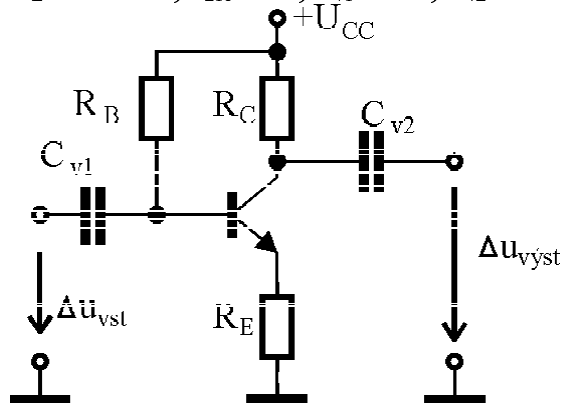 +U_CC
R_B
R_C
C_v2
C_v1
Δu_výst
Δu_vst
R_E